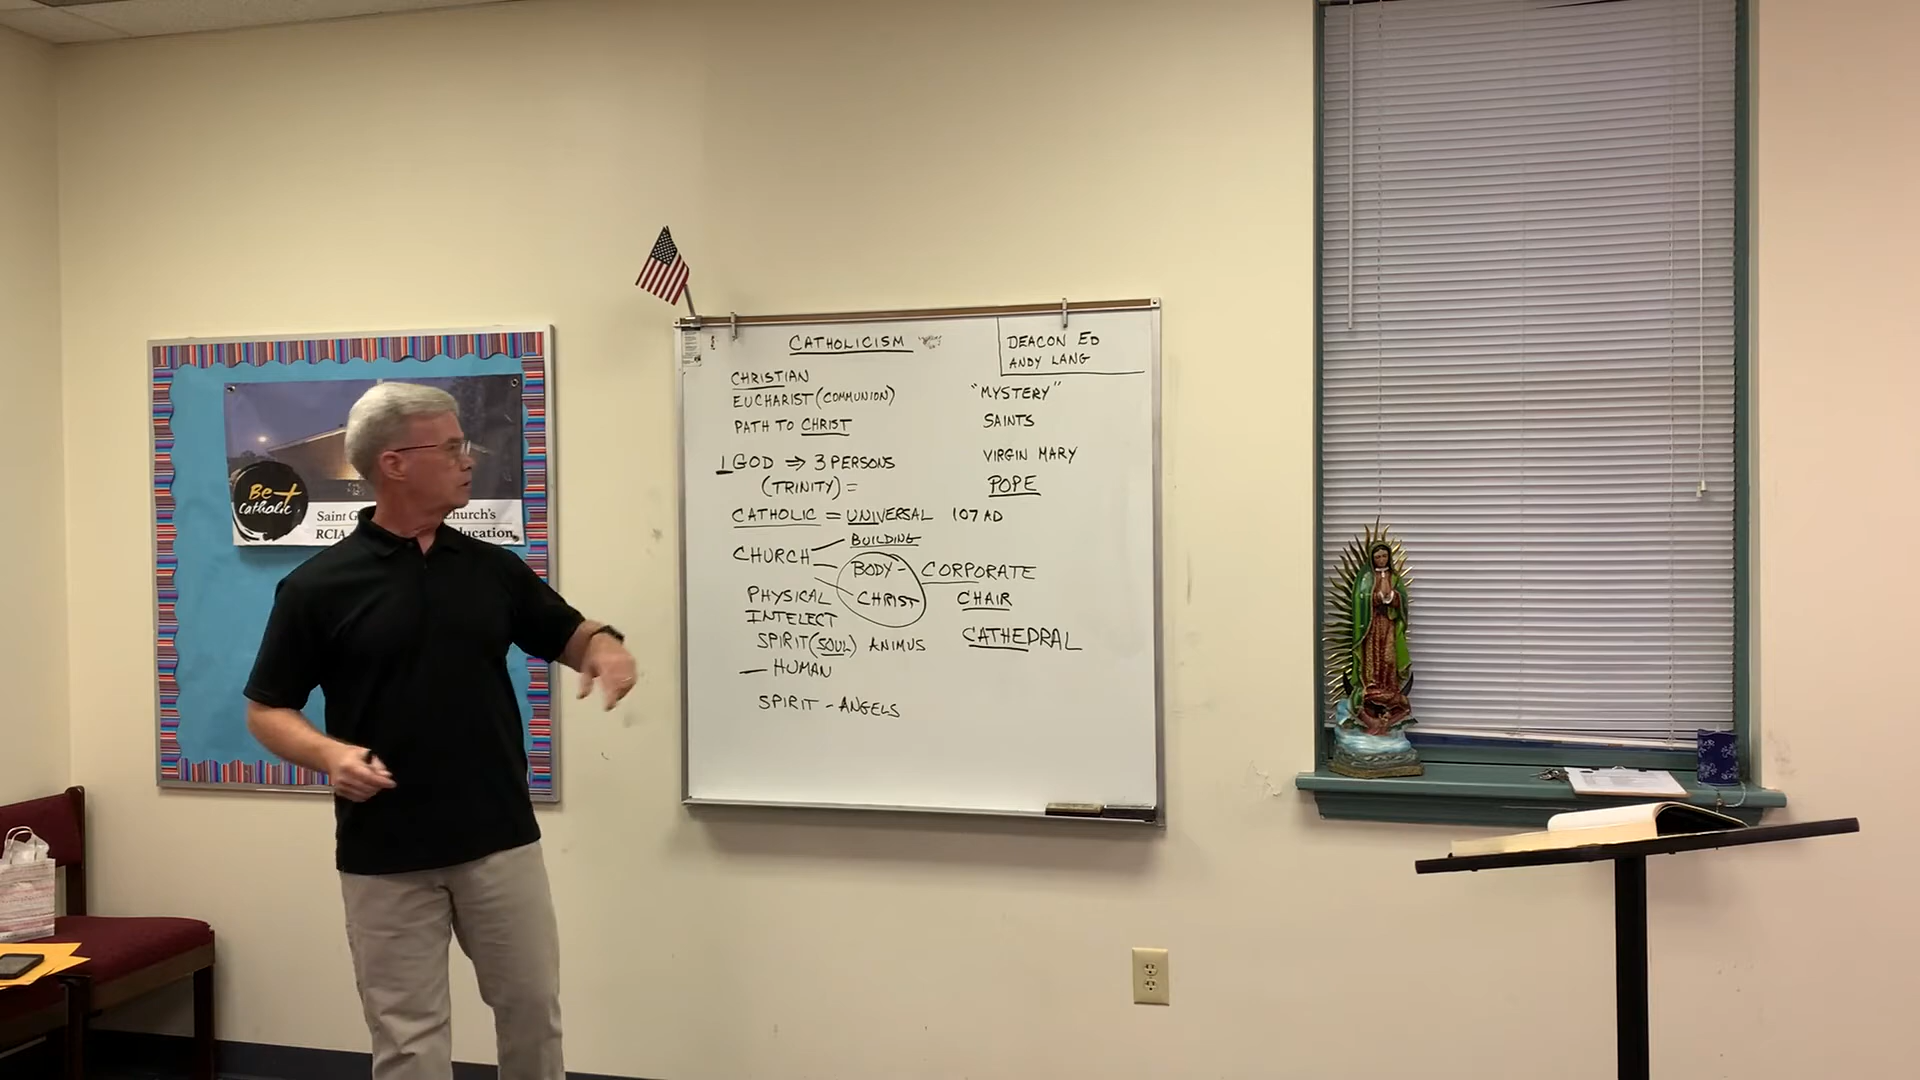 CATHOLICISM
DEACON ED
ANDY LANG
CHRISTIAN
EUCHARIST (COMMUNION)
PATH TO CHRIST
1 GOD ⇒ 3 PERSONS
(TRINITY) =
CATHOLIC = UNIVERSAL 107 AD
CHURCH
BUILDING
BODY - CORPORATE
CHRIST
PHYSICAL
INTELECT
SPIRIT (SOUL) ANIMUS
— HUMAN
SPIRIT - ANGELS
"MYSTERY"
SAINTS
VIRGIN MARY
POPE
CHAIR
CATHEDRAL
Be
Catholic.
Saint G
Church's
RCIA